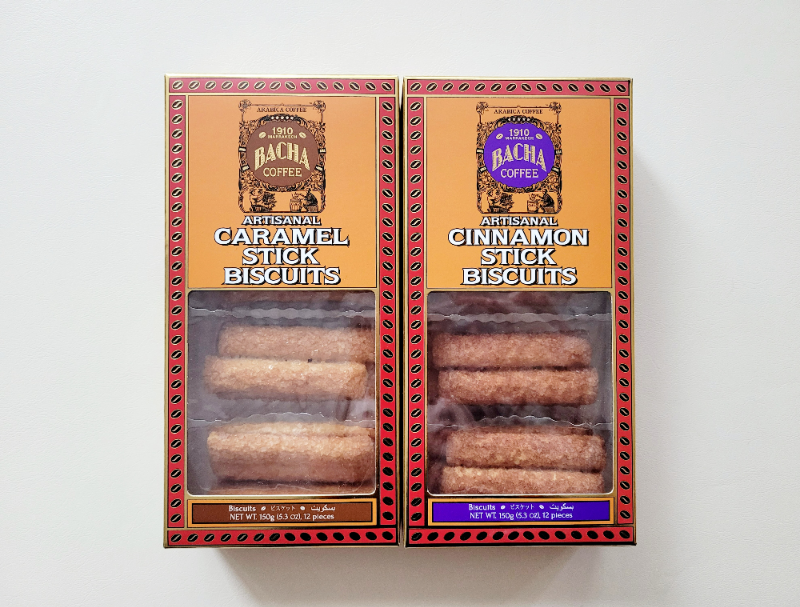 ARABICA COFFEE
1910
MARRAKECH
BACHA
COFFEE
ARTISANAL
CARAMEL
STICK
BISCUITS
Biscuits ビスケット بسكويت
NET WT. 150g (5.3 OZ), 12 pieces
ARABICA COFFEE
1910
MARRAKECH
BACHA
COFFEE
ARTISANAL
CINNAMON
STICK
BISCUITS
Biscuits ビスケット بسكويت
NET WT. 150g (5.3 OZ), 12 pieces